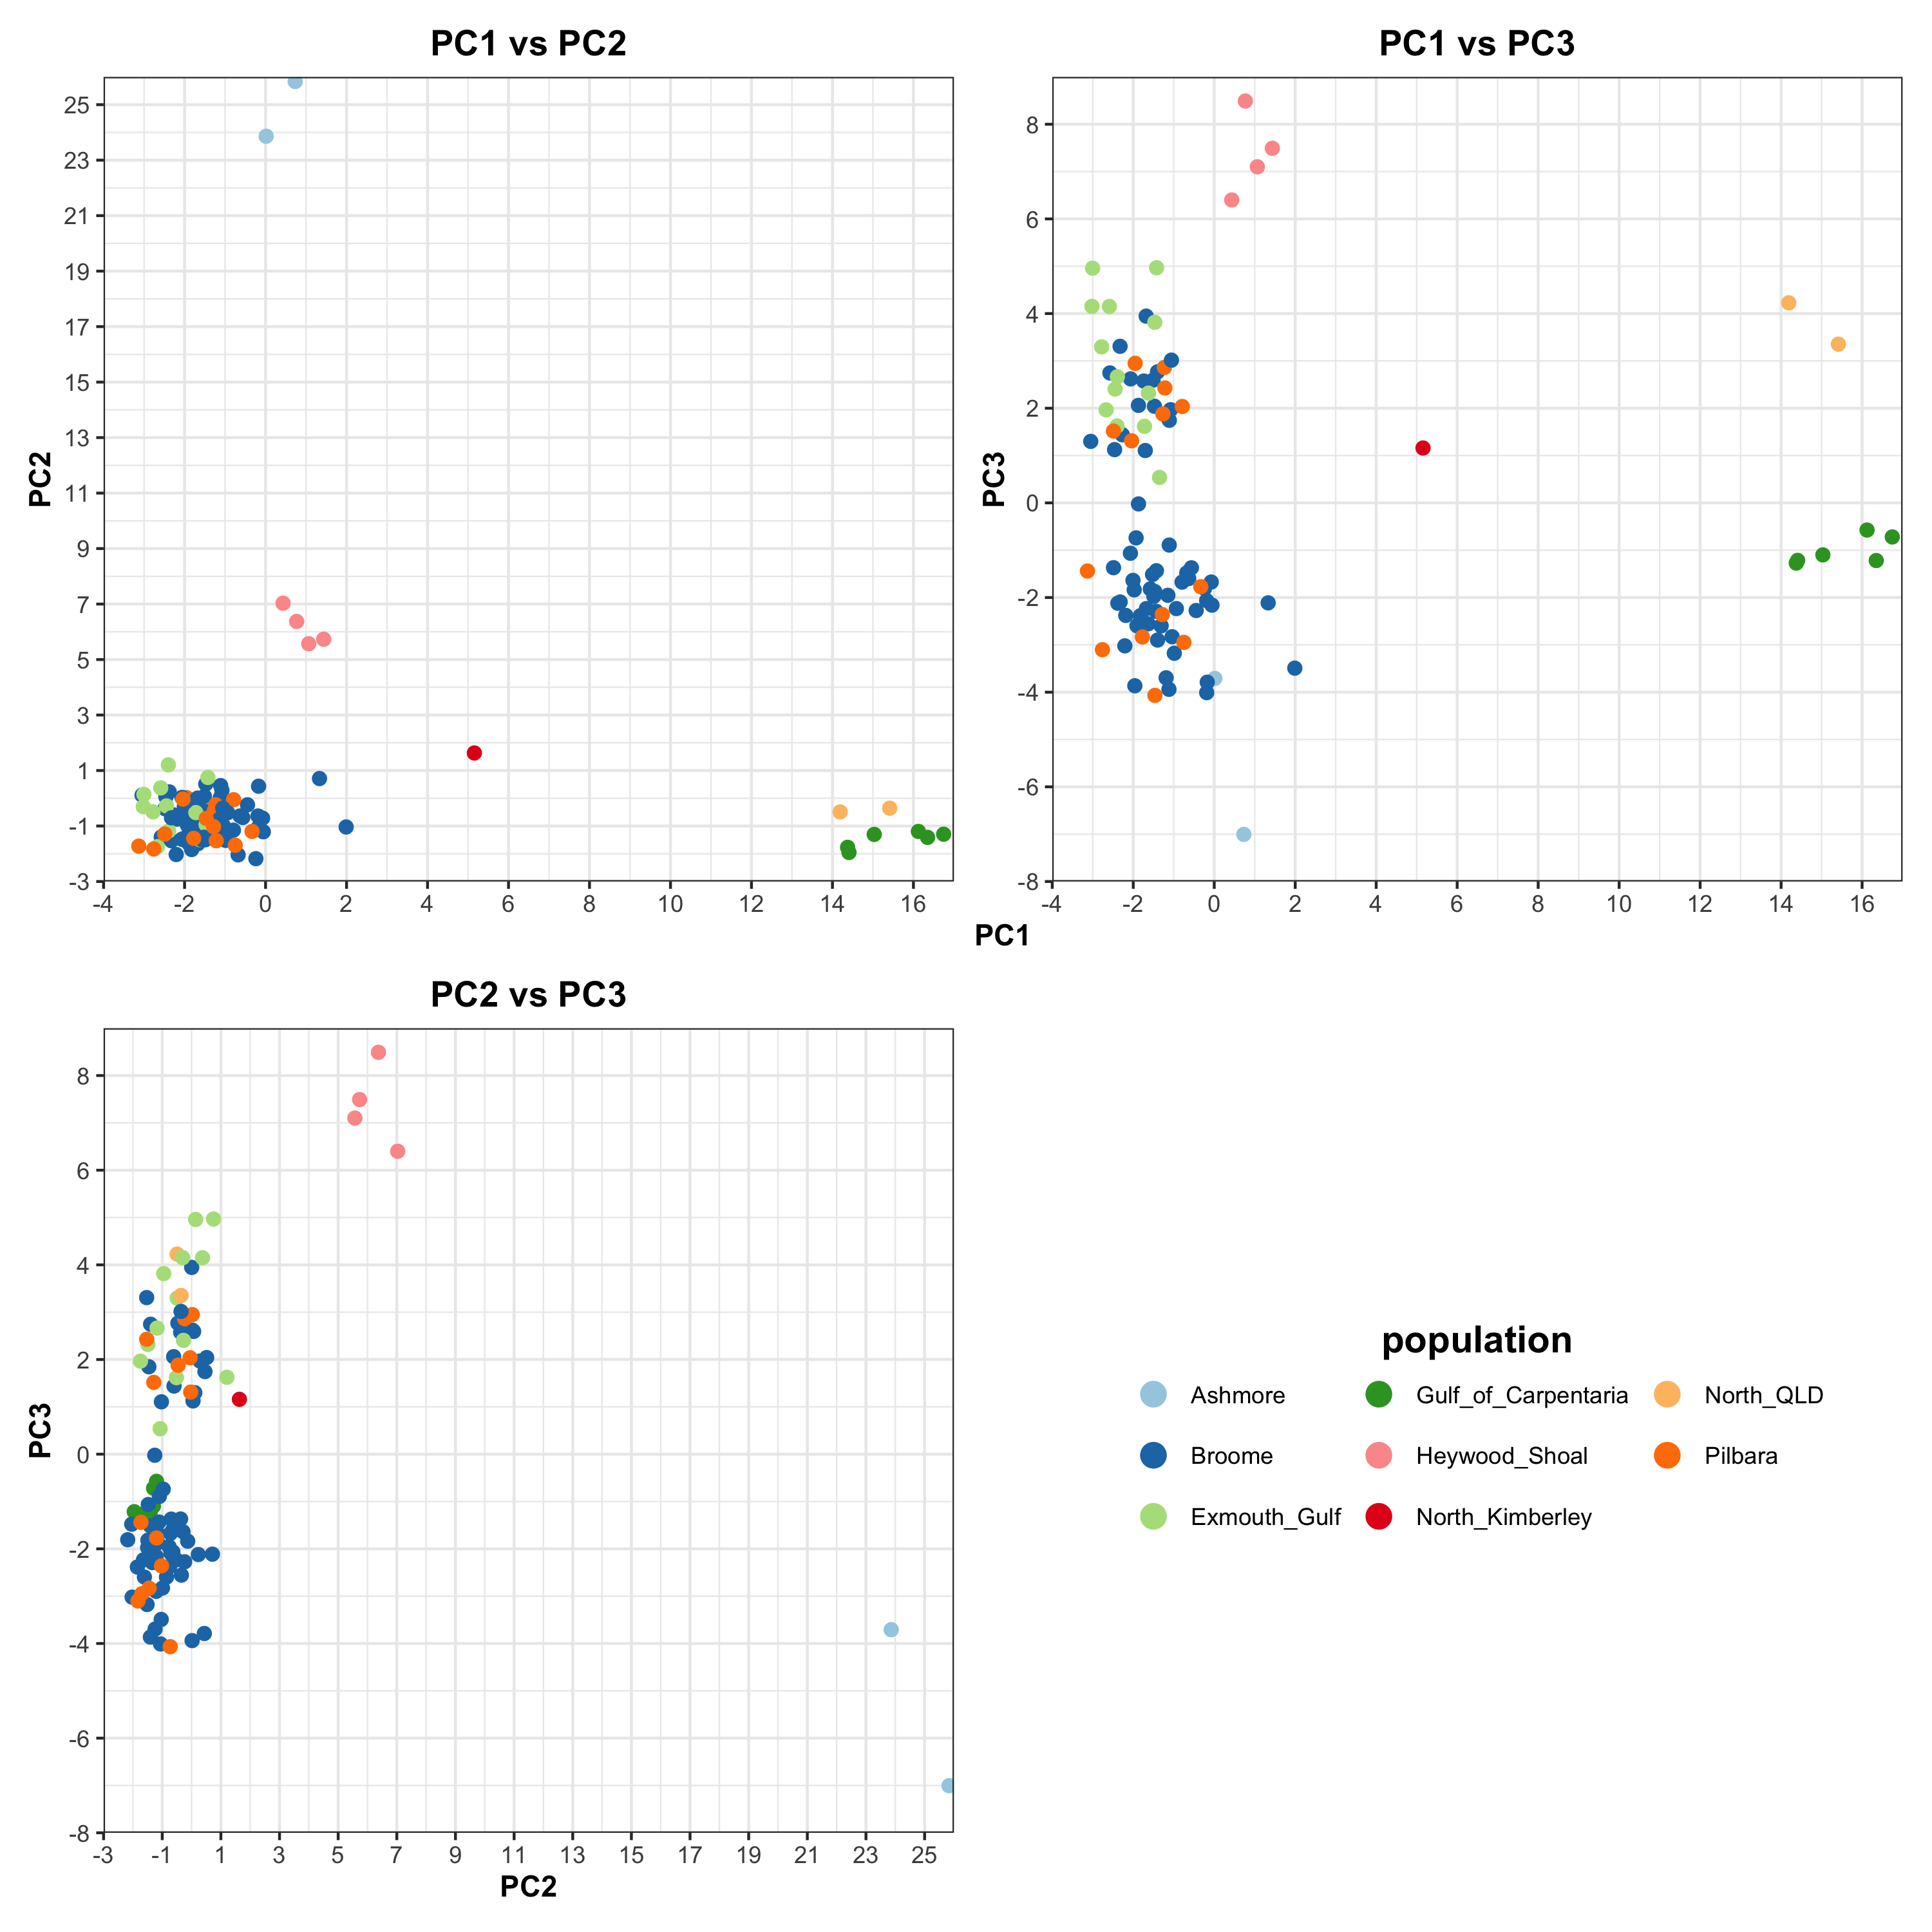 PC1 vs PC2
PC2
25
23
21
19
17
15
13
11
9
7
5
3
1
-1
-3
-4 -2 0 2 4 6 8 10 12 14 16
PC1 vs PC3
PC3
8
6
4
2
0
-2
-4
-6
-8
-4 -2 0 2 4 6 8 10 12 14 16
PC1
PC2 vs PC3
PC3
8
6
4
2
0
-2
-4
-6
-8
-3 -1 1 3 5 7 9 11 13 15 17 19 21 23 25
PC2
population
Ashmore Gulf_of_Carpentaria North_QLD
Broome Heywood_Shoal Pilbara
Exmouth_Gulf North_Kimberley